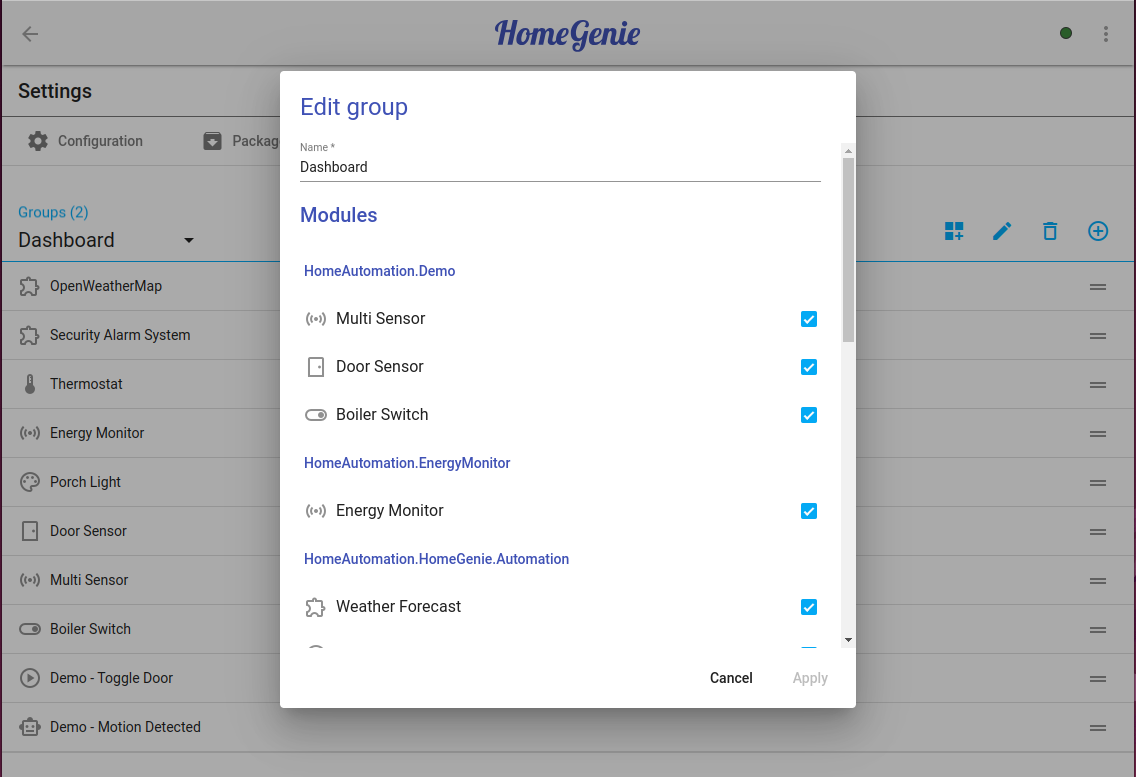 HomeGenie
Settings
Configuration
Edit group
Name *
Dashboard
Modules
HomeAutomation.Demo
Multi Sensor
Door Sensor
Boiler Switch
HomeAutomation.EnergyMonitor
Energy Monitor
HomeAutomation.HomeGenie.Automation
Weather Forecast
Cancel Apply
Groups (2)
Dashboard
OpenWeatherMap
Security Alarm System
Thermostat
Energy Monitor
Porch Light
Door Sensor
Multi Sensor
Boiler Switch
Demo - Toggle Door
Demo - Motion Detected